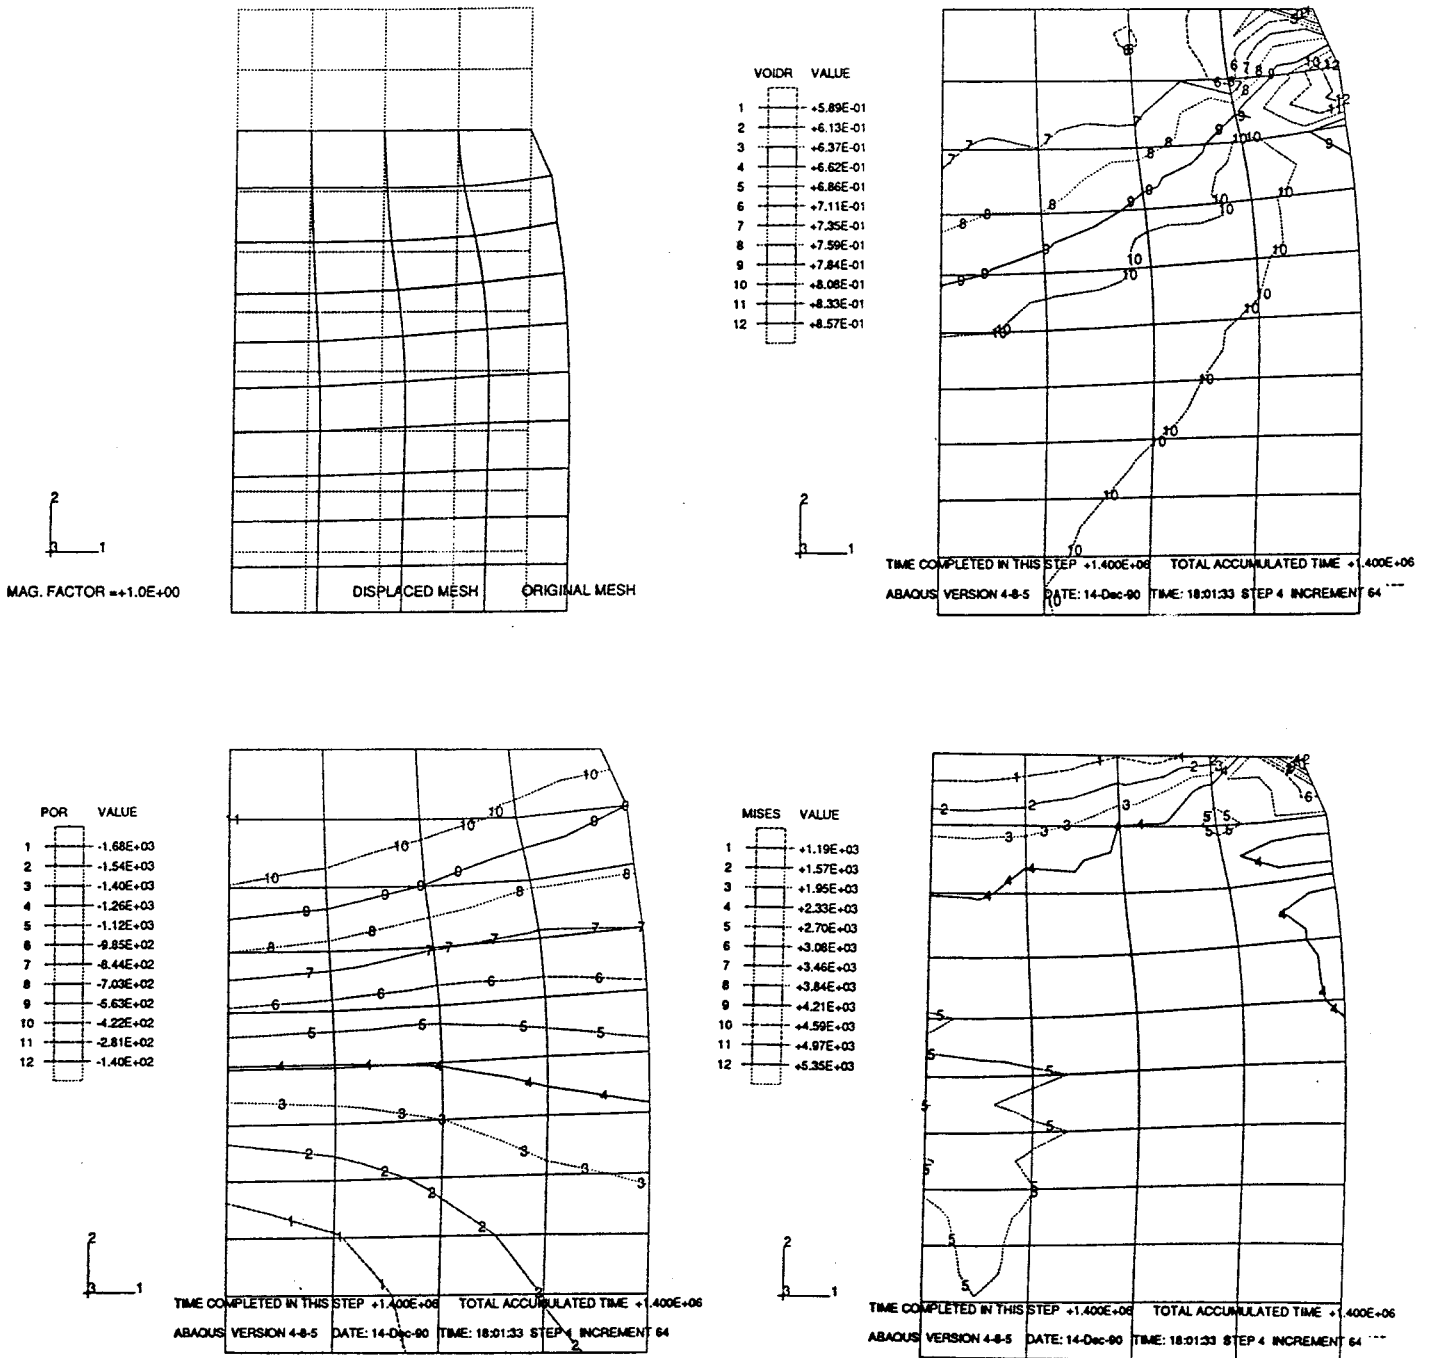 2
3 1
MAG. FACTOR =+1.0E+00
DISPLACED MESH ORIGINAL MESH
VOIDR VALUE
1 +5.89E-01
2 +6.13E-01
3 +6.37E-01
4 +6.62E-01
5 +6.86E-01
6 +7.11E-01
7 +7.35E-01
8 +7.59E-01
9 +7.84E-01
10 +8.08E-01
11 +8.33E-01
12 +8.57E-01
2
3 1
TIME COMPLETED IN THIS STEP +1.400E+06 TOTAL ACCUMULATED TIME +1.400E+06
ABAQUS VERSION 4-8-5 DATE: 14-Dec-90 TIME: 18:01:33 STEP 4 INCREMENT 64
POR VALUE
1 -1.68E+03
2 -1.54E+03
3 -1.40E+03
4 -1.26E+03
5 -1.12E+03
6 -9.85E+02
7 -8.44E+02
8 -7.03E+02
9 -5.63E+02
10 -4.22E+02
11 -2.81E+02
12 -1.40E+02
2
3 1
TIME COMPLETED IN THIS STEP +1.400E+06 TOTAL ACCUMULATED TIME +1.400E+06
ABAQUS VERSION 4-8-5 DATE: 14-Dec-90 TIME: 18:01:33 STEP 4 INCREMENT 64
MISES VALUE
1 +1.19E+03
2 +1.57E+03
3 +1.95E+03
4 +2.33E+03
5 +2.70E+03
6 +3.08E+03
7 +3.46E+03
8 +3.84E+03
9 +4.21E+03
10 +4.59E+03
11 +4.97E+03
12 +5.35E+03
2
3 1
TIME COMPLETED IN THIS STEP +1.400E+06 TOTAL ACCUMULATED TIME +1.400E+06
ABAQUS VERSION 4-8-5 DATE: 14-Dec-90 TIME: 18:01:33 STEP 4 INCREMENT 64